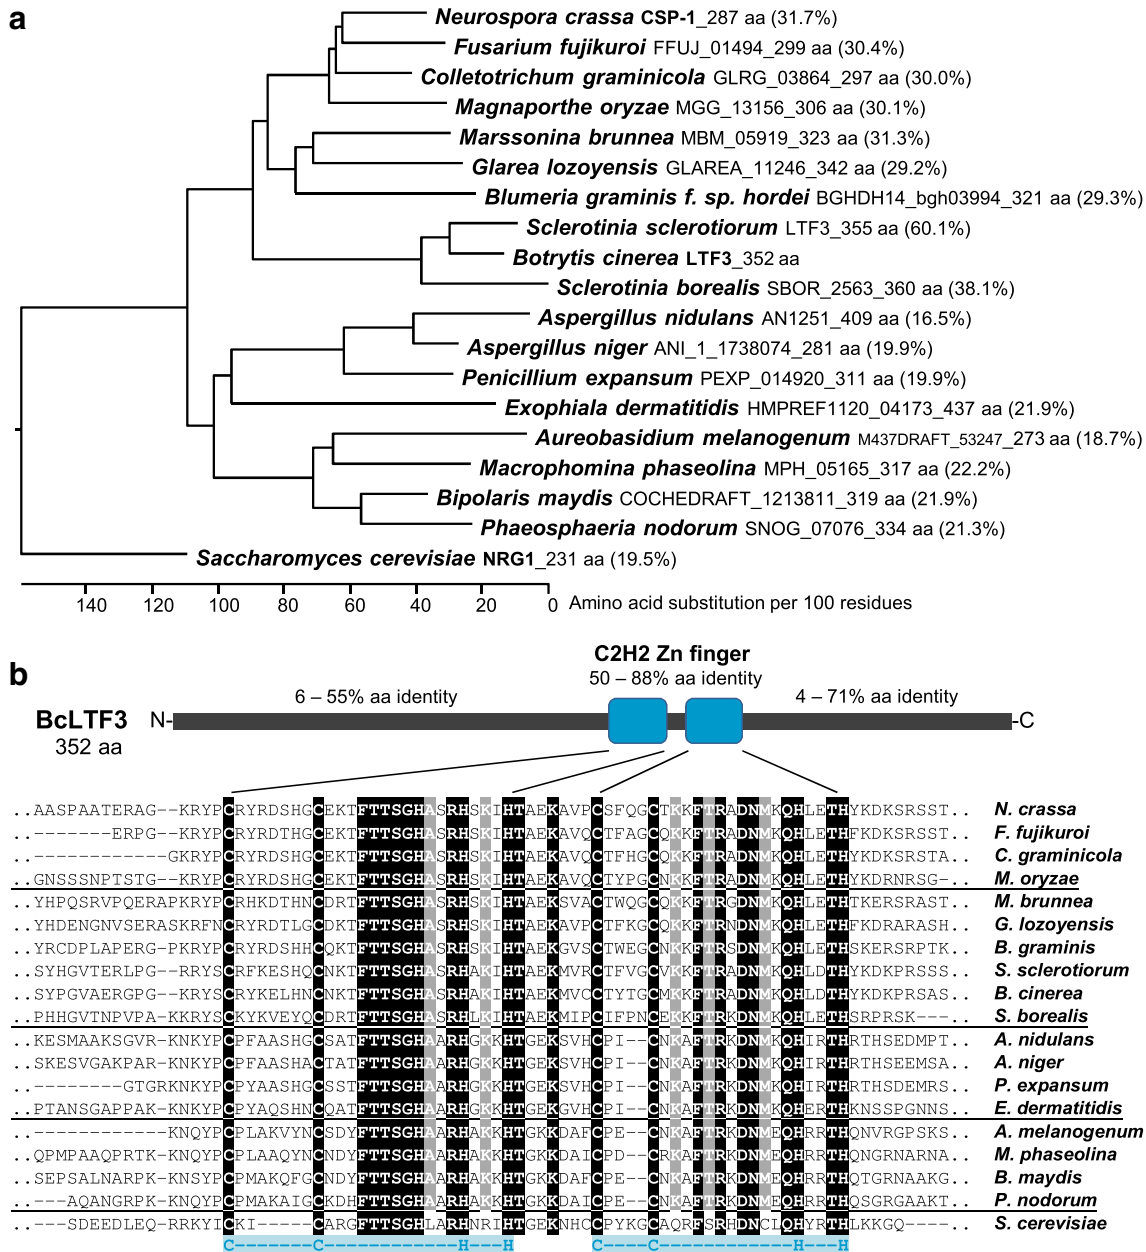 a
Neurospora crassa CSP-1_287 aa (31.7%)
Fusarium fujikuroi FFUJ_01494_299 aa (30.4%)
Colletotrichum graminicola GLRG_03864_297 aa (30.0%)
Magnaporthe oryzae MGG_13156_306 aa (30.1%)
Marssonina brunnea MBM_05919_323 aa (31.3%)
Glarea lozoyensis GLAREA_11246_342 aa (29.2%)
Blumeria graminis f. sp. hordei BGHDH14_bgh03994_321 aa (29.3%)
Sclerotinia sclerotiorum LTF3_355 aa (60.1%)
Botrytis cinerea LTF3_352 aa
Sclerotinia borealis SBOR_2563_360 aa (38.1%)
Aspergillus nidulans AN1251_409 aa (16.5%)
Aspergillus niger ANI_1_1738074_281 aa (19.9%)
Penicillium expansum PEXP_014920_311 aa (19.9%)
Exophiala dermatitidis HMPREF1120_04173_437 aa (21.9%)
Aureobasidium melanogenum M437DRAFT_53247_273 aa (18.7%)
Macrophomina phaseolina MPH_05165_317 aa (22.2%)
Bipolaris maydis COCHEDRAFT_1213811_319 aa (21.9%)
Phaeosphaeria nodorum SNOG_07076_334 aa (21.3%)
Saccharomyces cerevisiae NRG1_231 aa (19.5%)
140 120 100 80 60 40 20 0 Amino acid substitution per 100 residues
b
C2H2 Zn finger
50 – 88% aa identity
6 – 55% aa identity 4 – 71% aa identity
BcLTF3 N- -C
352 aa
..AASPAATERAG--KRYPCRYRDSHGCEKTFTTSGHASRHSKIHTAEKAVPCSFQGCTKKFTRADNMKQHLETHYKDKSRSST.. N. crassa
..-------ERPG--KRYPCRYRDTHGCEKTFTTSGHASRHSKIHTAEKAVQCTFAGCQKKFTRADNMKQHLETHFKDKSRSST.. F. fujikuroi
..------------GKRYPCRYRDSHGCEKTFTTSGHASRHSKIHTAEKAVQCTFHGCQKKFTRADNMKQHLETHYKDKSRSTA.. C. graminicola
..GNSSSNPTSTG--KRYPCRYRDSHGCEKTFTTSGHASRHSKIHTAEKAVQCTYPGCNKKFTRADNMKQHLETHYKDRNRSG-.. M. oryzae
..YHPQSRVPQERAPKRYPCRHKDTHNCDRTFTTSGHASRHSKIHTAEKSVACTWQGCQKKFTRGDNMKQHLETHTKERSRAST.. M. brunnea
..YHDENGNVSERASKRFNCRYRDTLGCDKTFTTSGHASRHSKIHTAEKAVPCTFKGCQKKFTRNDNMKQHLETHFKDRARASH.. G. lozoyensis
..YRCDPLAPERG-PKRYPCRYRDSHHCQKTFTTSGHASRHSKIHTAEKGVSCTWEGCNKKFTRSDNMKQHLETHSKERSRPTK.. B. graminis
..SYHGVTERLPG--RRYSCRFKESHQCNKTFTTSGHASRHAKIHTAEKMVRCTFVGCVKKFTRADNMKQHLDTHYKDKPRSSS.. S. sclerotiorum
..SYPGVAERGPG--KRYSCRYKELHNCNKTFTTSGHASRHAKIHTAEKMVCCTYTGCMKKFTRADNMKQHLDTHYKDKPRSAS.. B. cinerea
..PHHGVTNPVPA--KKRYSCKYKVEYQCDRTFTTSGHASRHLKIHTAEKMIPCIFPNCEKKFTRADNMKQHLETHSRPRSK---.. S. borealis
..KESMAAKSGVR-KNKYPCPFAASHGCSATFTTSGHAARHGKKHTGEKSVHCPI--CNKAFTRKDNMKQHIRTHRTHSEDMPT.. A. nidulans
..SKESVGAKPAR-KNKYPCPFAASHACTATFTTSGHAARHGKKHTGEKSVHCPI--CNKAFTRKDNMKQHIRTHRTHSEEMSA.. A. niger
..--------GTGRKNKYPCPYAASHGCSSTFTTSGHAARHGKKHTGEKSVHCPI--CNKAFTRKDNMKQHIRTHRTHSDEMRS.. P. expansum
..PTANSGAPPAK-KNKYPCPYAQSHNCQATFTTSGHAARHGKKHTGEKGVHCPI--CNKAFTRKDNMKQHERTHKNSSPGNNS.. E. dermatitidis
..------------KNQYPCPLAKVYNCSDYFTTSGHAARHAKKHTGKKDAFCPE--CNKAFTRKDNMEQHRRTHQNVRGPSKS.. A. melanogenum
..QPMPAAQPRTK-KNQYPCPLAAQYNCNDYFTTSGHAARHAKKHTGKKDAICPD--CRKAFTRKDNMEQHRRTHQNGRNARNA.. M. phaseolina
..SEPSALNARPK-KNSYPCPMAKQFGCNDYFTTSGHAARHAKKHTGKKDAICPE--CNKAFTRKDNMEQHRRTHQTGRNAAKG.. B. maydis
..---AQANGRPK-KNQYPCPMAKAIGCKDHFTTSGHAARHAKKHTGKKDAICPE--CNKAFTRKDNMEQHRRTHQSGRGAAKT.. P. nodorum
..---SDEEDLEQ-RRKYICKI------CARGFTTSGHLARHNRIHTGEKNHCCPYKGCAQRFSRHDNCLQHYRTHLKKGQ----.. S. cerevisiae
C-------C-----------H---H C----C----------H----H